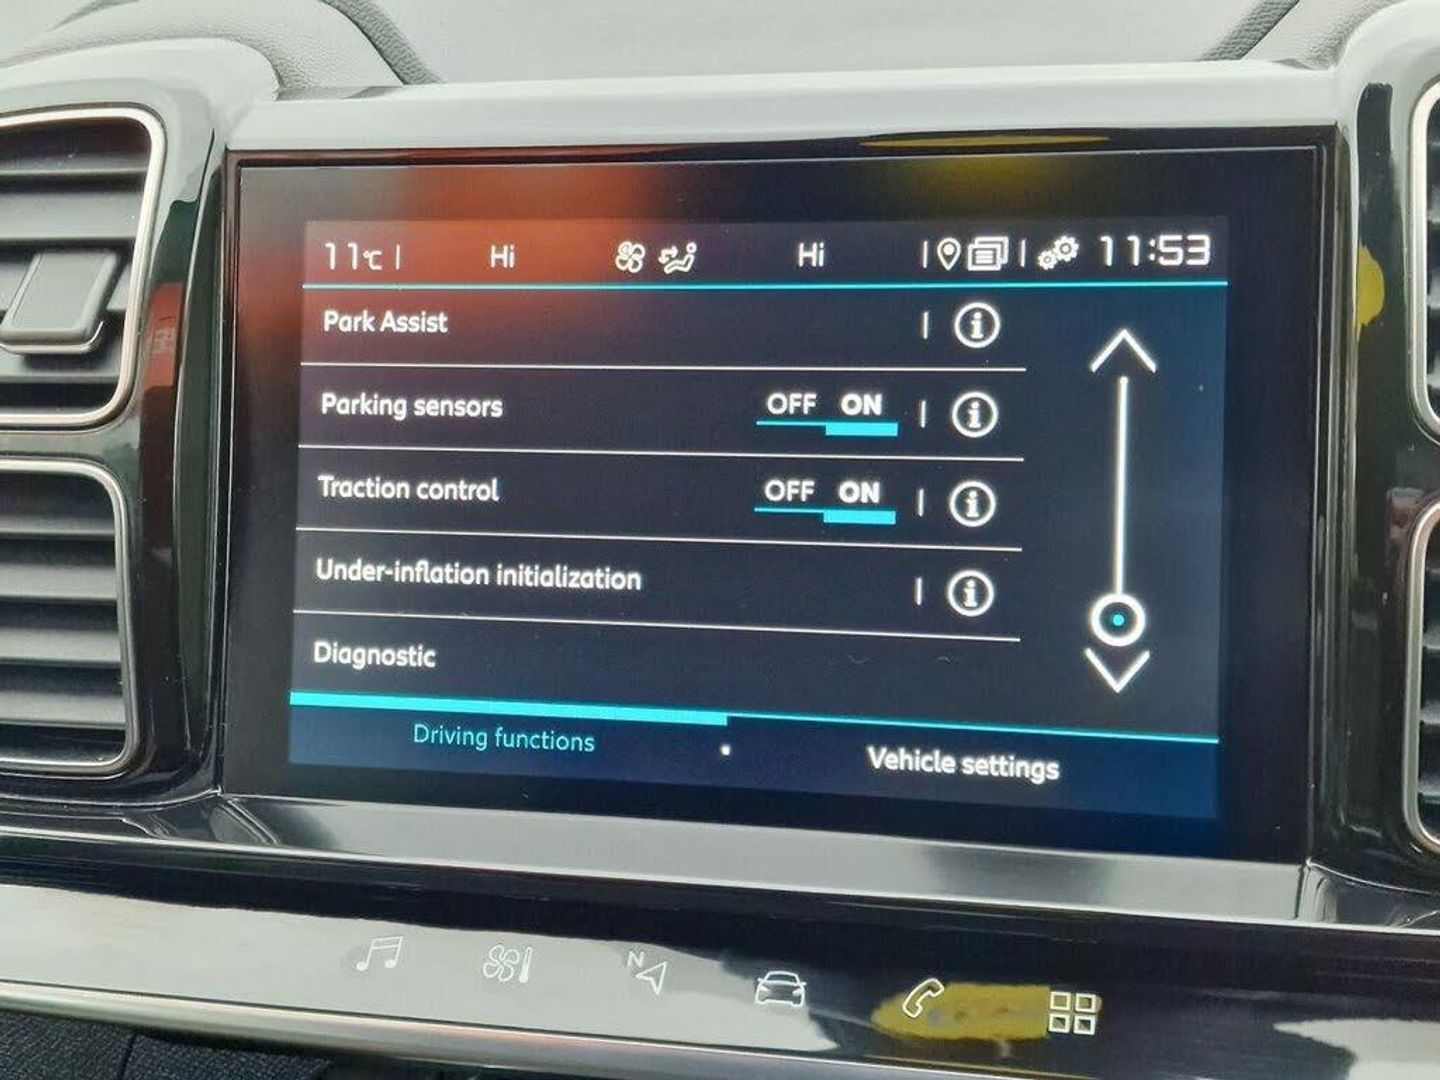 11°C Hi Hi 11:53
Park Assist
Parking sensors OFF ON
Traction control OFF ON
Under-inflation initialization
Diagnostic
Driving functions Vehicle settings
N